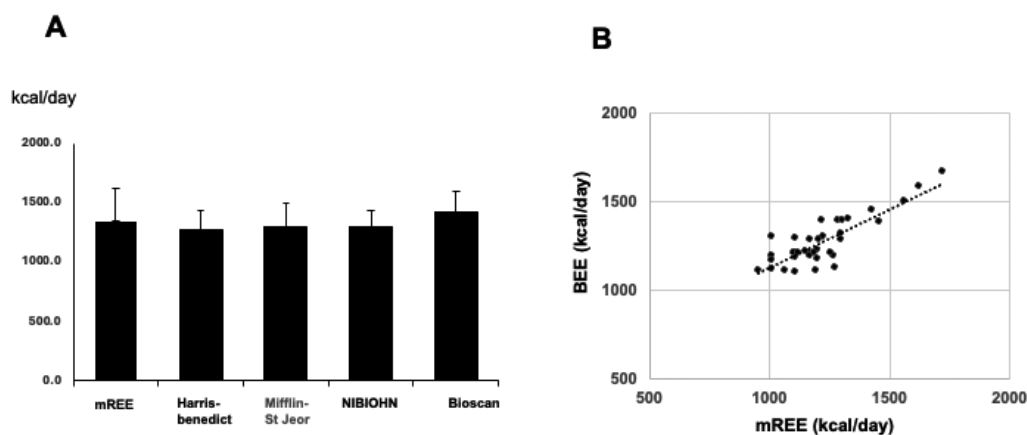 A
kcal/day
2000.0
1500.0
1000.0
500.0
0.0
mREE
Harris-
benedict
Mifflin-
St Jeor
NIBIOHN
Bioscan
B
BEE (kcal/day)
2000
1500
1000
500
500
1000
1500
2000
mREE (kcal/day)